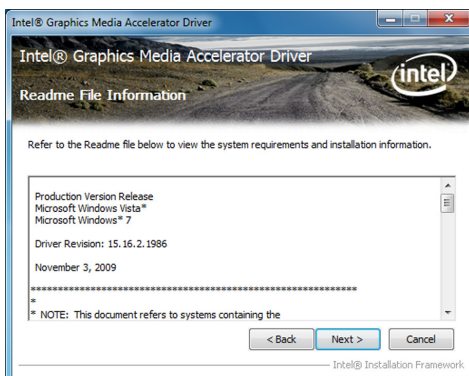 Intel® Graphics Media Accelerator Driver
Intel® Graphics Media Accelerator Driver
intel
Readme File Information
Refer to the Readme file below to view the system requirements and installation information.
Production Version Release
Microsoft Windows Vista*
Microsoft Windows* 7
Driver Revision: 15.16.2.1986
November 3, 2009
************************************************************
*
* NOTE: This document refers to systems containing the
< Back
Next >
Cancel
Intel® Installation Framework